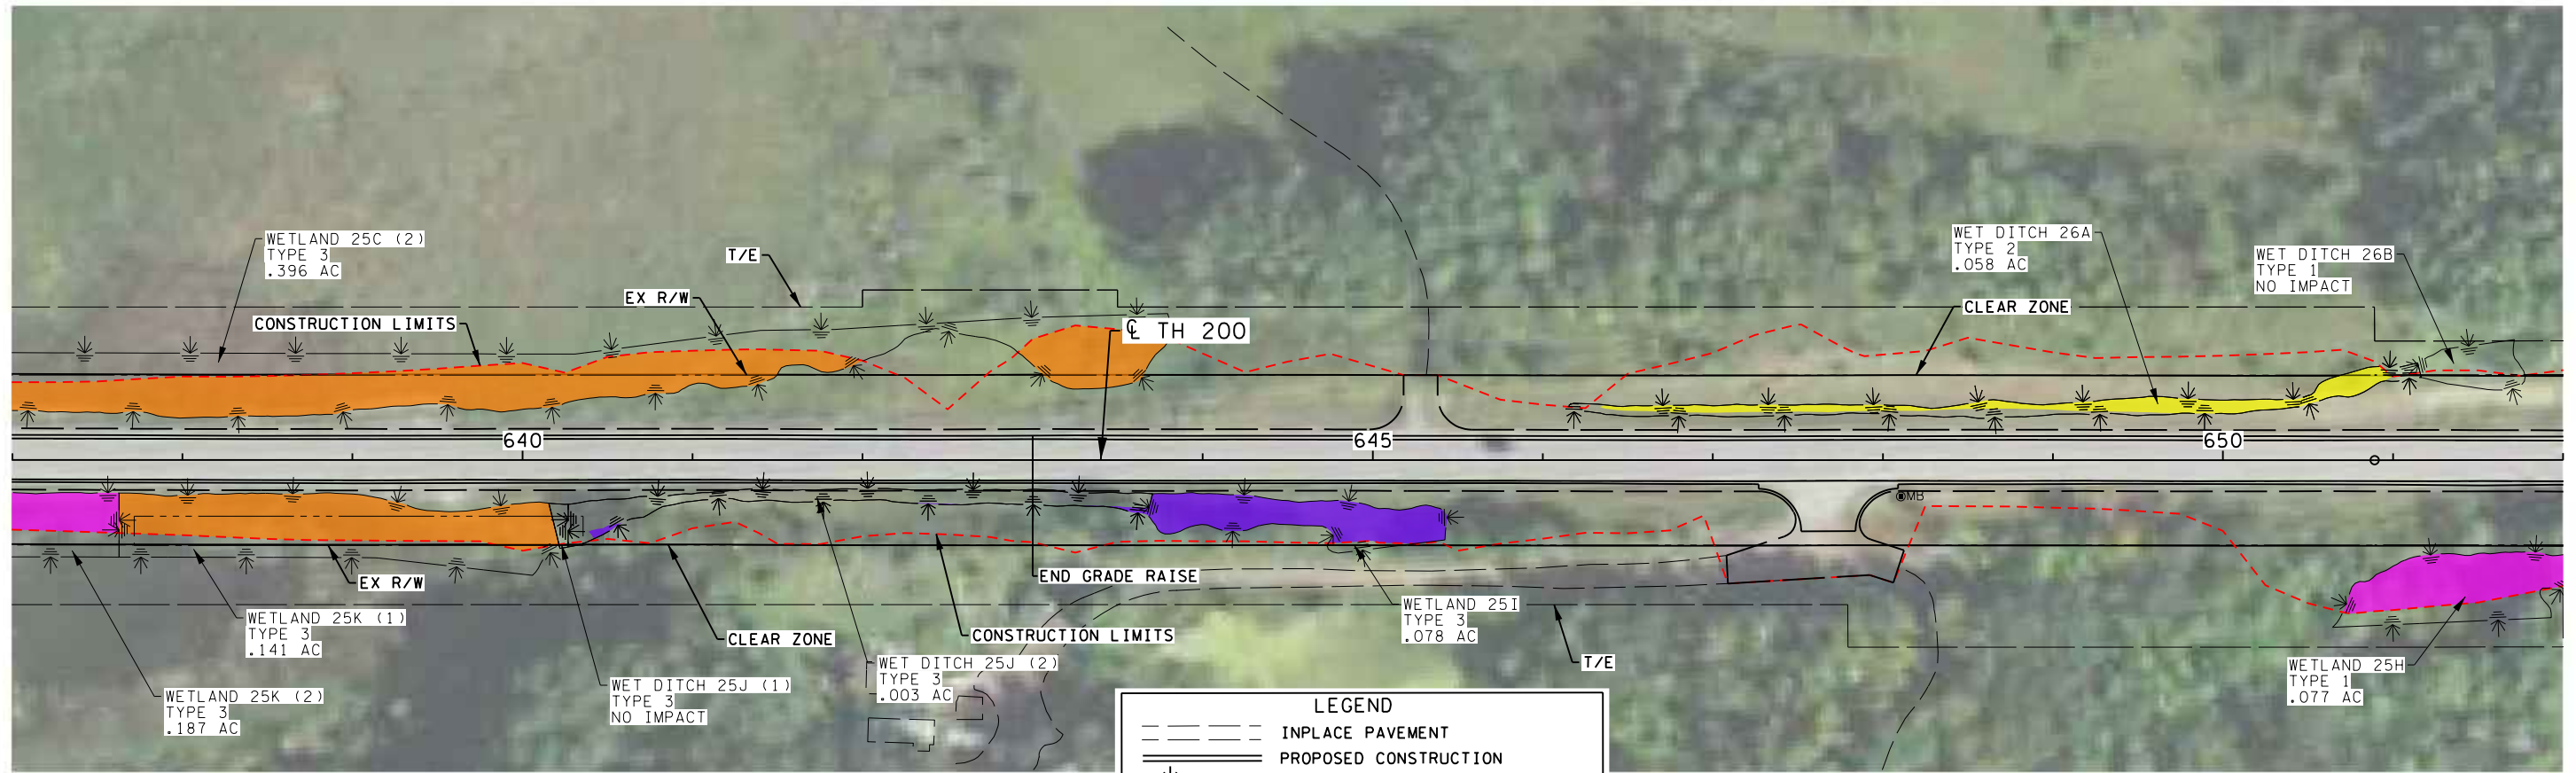 WETLAND 25C (2)
TYPE 3
.396 AC
T/E
EX R/W
CONSTRUCTION LIMITS
℄ TH 200
WET DITCH 26A
TYPE 2
.058 AC
WET DITCH 26B
TYPE 1
NO IMPACT
CLEAR ZONE
640
645
650
MB
END GRADE RAISE
EX R/W
WETLAND 25K (1)
TYPE 3
.141 AC
WETLAND 25K (2)
TYPE 3
.187 AC
CLEAR ZONE
WET DITCH 25J (1)
TYPE 3
NO IMPACT
CONSTRUCTION LIMITS
WET DITCH 25J (2)
TYPE 3
.003 AC
WETLAND 25I
TYPE 3
.078 AC
T/E
WETLAND 25H
TYPE 1
.077 AC
LEGEND
INPLACE PAVEMENT
PROPOSED CONSTRUCTION